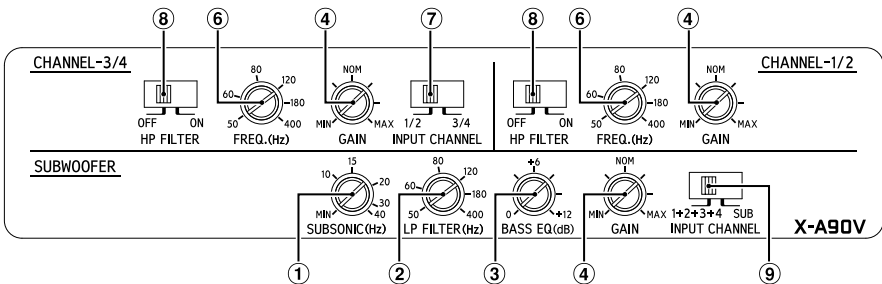 ⑧ ⑥ ④ ⑦ ⑧ ⑥ ④
CHANNEL-3/4
CHANNEL-1/2
OFF ON
HP FILTER
50 60 80 120 180 400
FREQ.(Hz)
MIN NOM MAX
GAIN
1/2 3/4
INPUT CHANNEL
OFF ON
HP FILTER
50 60 80 120 180 400
FREQ.(Hz)
MIN NOM MAX
GAIN
SUBWOOFER
MIN 10 15 20 30 40
SUBSONIC(Hz)
50 60 80 120 180 400
LP FILTER(Hz)
0 +6 +12
BASS EQ(dB)
MIN NOM MAX
GAIN
1+2+3+4 SUB
INPUT CHANNEL
X-A90V
① ② ③ ④ ⑨